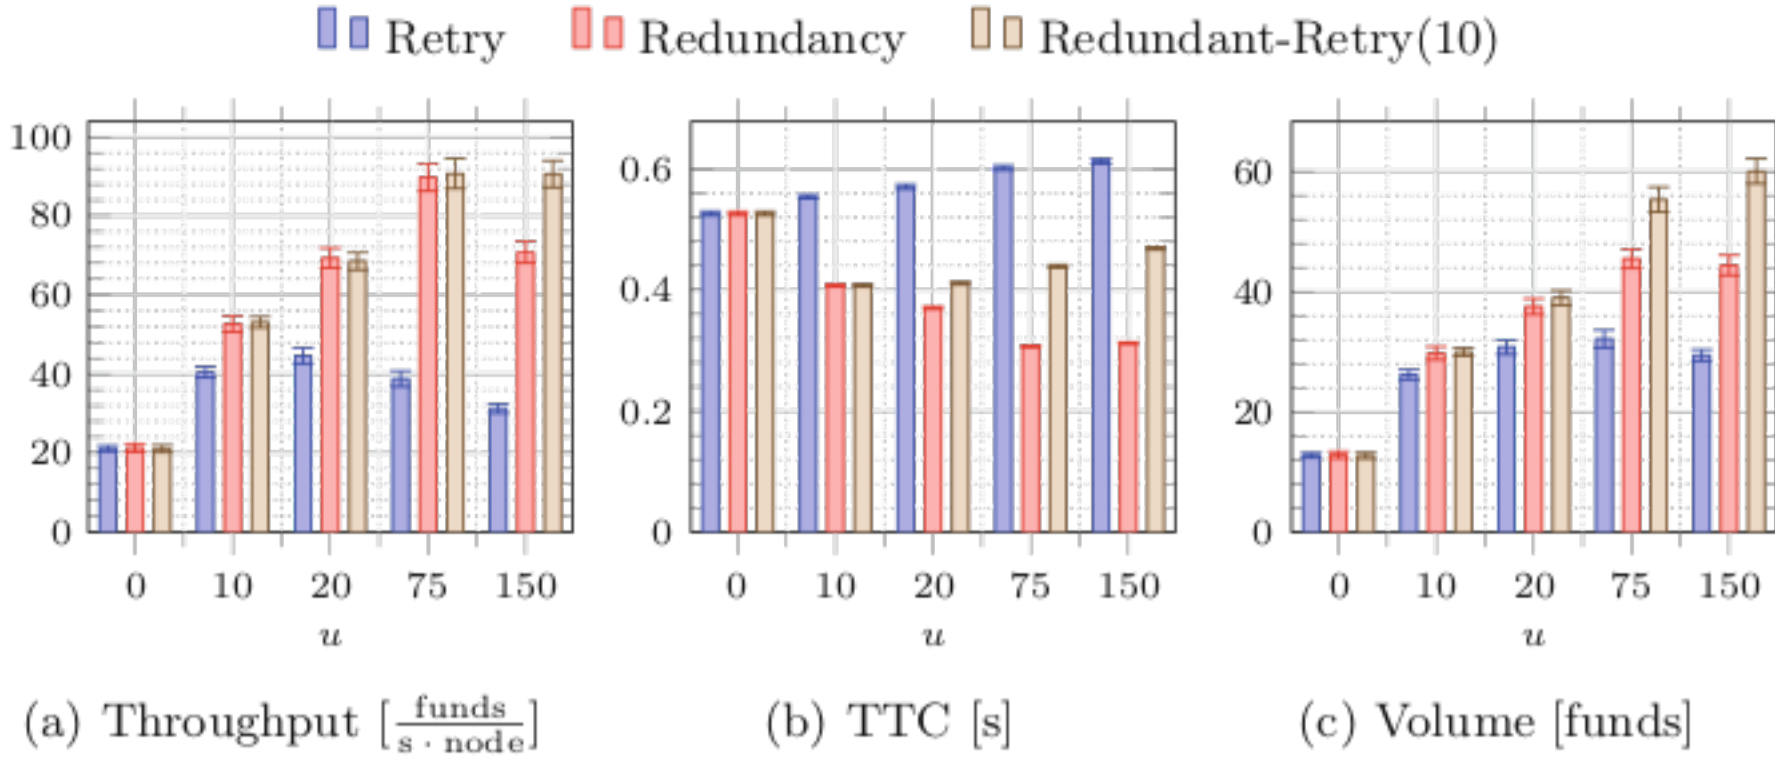 Retry Redundancy Redundant-Retry(10)
100
80
60
40
20
0
0 10 20 75 150
u
(a) Throughput [funds / s · node]
0.6
0.4
0.2
0
0 10 20 75 150
u
(b) TTC [s]
60
40
20
0
0 10 20 75 150
u
(c) Volume [funds]